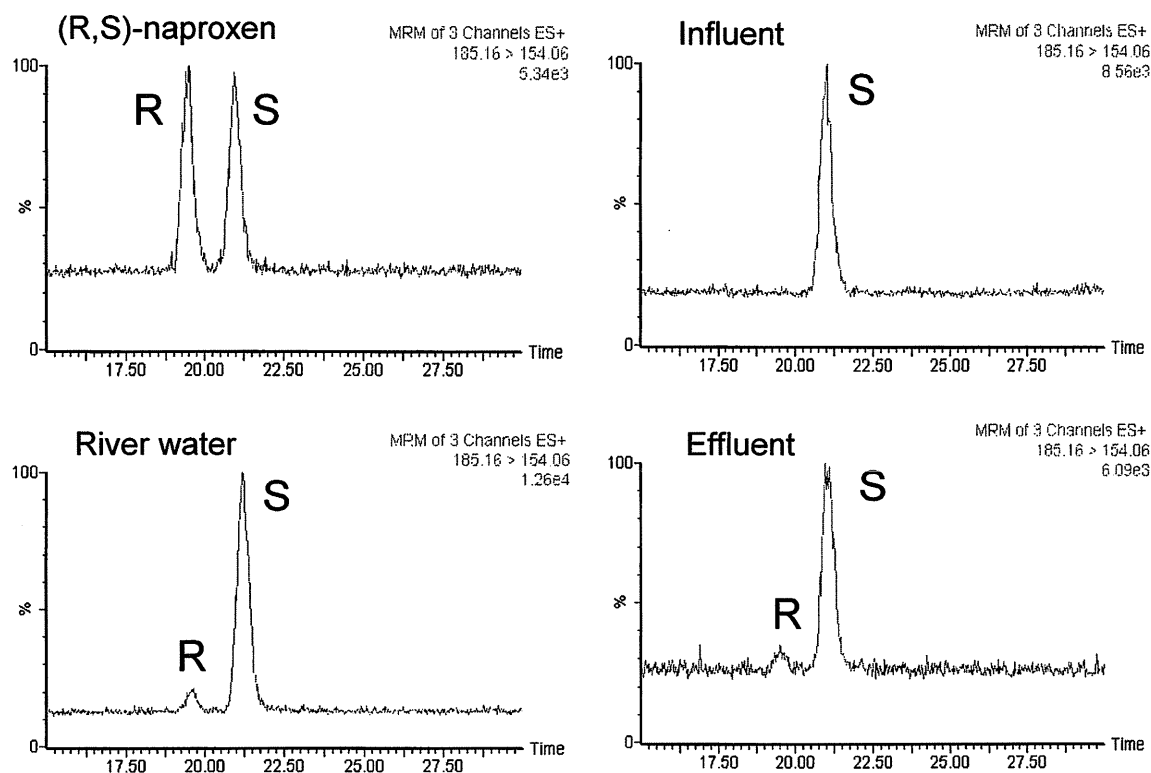 (R,S)-naproxen
MRM of 3 Channels ES+
185.16 > 154.06
5.34e3
100
R
S
%
0
17.50 20.00 22.50 25.00 27.50 Time
Influent
MRM of 3 Channels ES+
185.16 > 154.06
8.56e3
100
S
%
0
17.50 20.00 22.50 25.00 27.50 Time
River water
MRM of 3 Channels ES+
185.16 > 154.06
1.26e4
100
S
%
R
0
17.50 20.00 22.50 25.00 27.50 Time
Effluent
MRM of 3 Channels ES+
185.16 > 154.06
6.09e3
100
S
%
R
0
17.50 20.00 22.50 25.00 27.50 Time